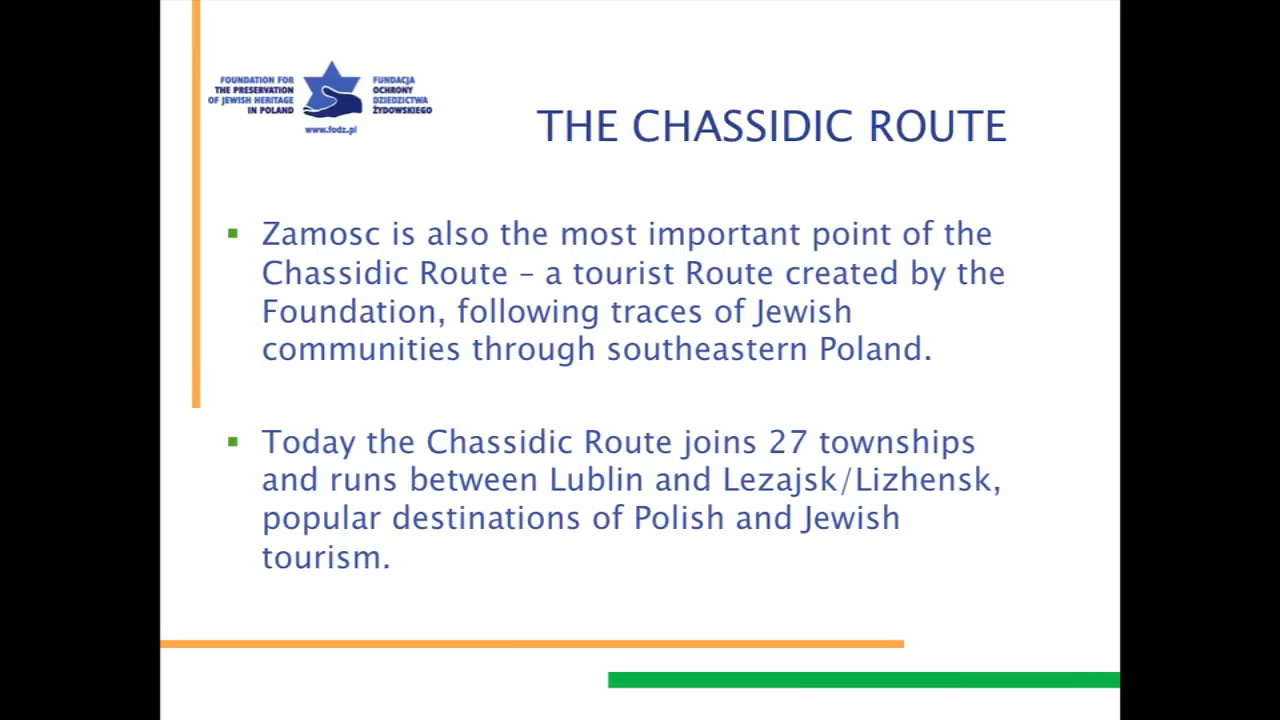 FOUNDATION FOR
THE PRESERVATION
OF JEWISH HERITAGE
IN POLAND
FUNDACJA
OCHRONY
DZIEDZICTWA
ŻYDOWSKIEGO
www.fodz.pl
THE CHASSIDIC ROUTE
▪ Zamosc is also the most important point of the
Chassidic Route – a tourist Route created by the
Foundation, following traces of Jewish
communities through southeastern Poland.
▪ Today the Chassidic Route joins 27 townships
and runs between Lublin and Lezajsk/Lizhensk,
popular destinations of Polish and Jewish
tourism.